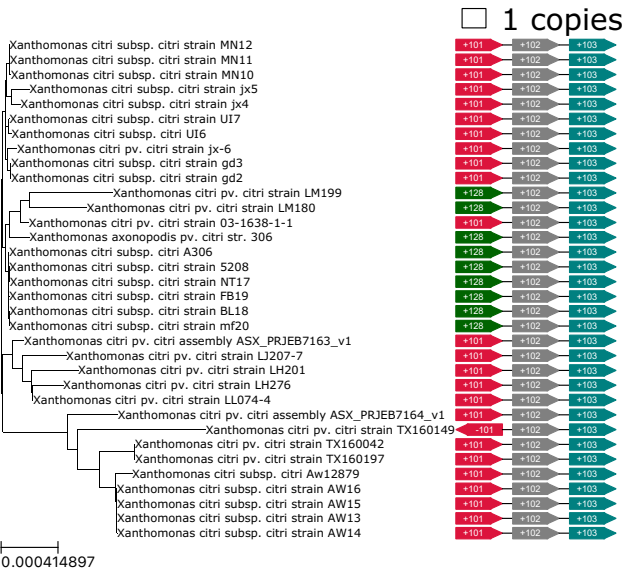 1 copies
Xanthomonas citri subsp. citri strain MN12 +101 +102 +103
Xanthomonas citri subsp. citri strain MN11 +101 +102 +103
Xanthomonas citri subsp. citri strain MN10 +101 +102 +103
Xanthomonas citri subsp. citri strain jx5 +101 +102 +103
Xanthomonas citri subsp. citri strain jx4 +101 +102 +103
Xanthomonas citri subsp. citri strain UI7 +101 +102 +103
Xanthomonas citri subsp. citri UI6 +101 +102 +103
Xanthomonas citri pv. citri strain jx-6 +101 +102 +103
Xanthomonas citri subsp. citri strain gd3 +101 +102 +103
Xanthomonas citri subsp. citri strain gd2 +101 +102 +103
Xanthomonas citri pv. citri strain LM199 +128 +102 +103
Xanthomonas citri pv. citri strain LM180 +128 +102 +103
Xanthomonas citri pv. citri strain 03-1638-1-1 +101 +102 +103
Xanthomonas axonopodis pv. citri str. 306 +128 +102 +103
Xanthomonas citri subsp. citri A306 +128 +102 +103
Xanthomonas citri subsp. citri strain 5208 +128 +102 +103
Xanthomonas citri subsp. citri strain NT17 +128 +102 +103
Xanthomonas citri subsp. citri strain FB19 +128 +102 +103
Xanthomonas citri subsp. citri strain BL18 +128 +102 +103
Xanthomonas citri subsp. citri strain mf20 +128 +102 +103
Xanthomonas citri pv. citri assembly ASX_PRJEB7163_v1 +101 +102 +103
Xanthomonas citri pv. citri strain LJ207-7 +101 +102 +103
Xanthomonas citri pv. citri strain LH201 +101 +102 +103
Xanthomonas citri pv. citri strain LH276 +101 +102 +103
Xanthomonas citri pv. citri strain LL074-4 +101 +102 +103
Xanthomonas citri pv. citri assembly ASX_PRJEB7164_v1 +101 +102 +103
Xanthomonas citri pv. citri strain TX160149 -101 +102 +103
Xanthomonas citri pv. citri strain TX160042 +101 +102 +103
Xanthomonas citri pv. citri strain TX160197 +101 +102 +103
Xanthomonas citri subsp. citri Aw12879 +101 +102 +103
Xanthomonas citri subsp. citri strain AW16 +101 +102 +103
Xanthomonas citri subsp. citri strain AW15 +101 +102 +103
Xanthomonas citri subsp. citri strain AW13 +101 +102 +103
Xanthomonas citri subsp. citri strain AW14 +101 +102 +103
0.000414897